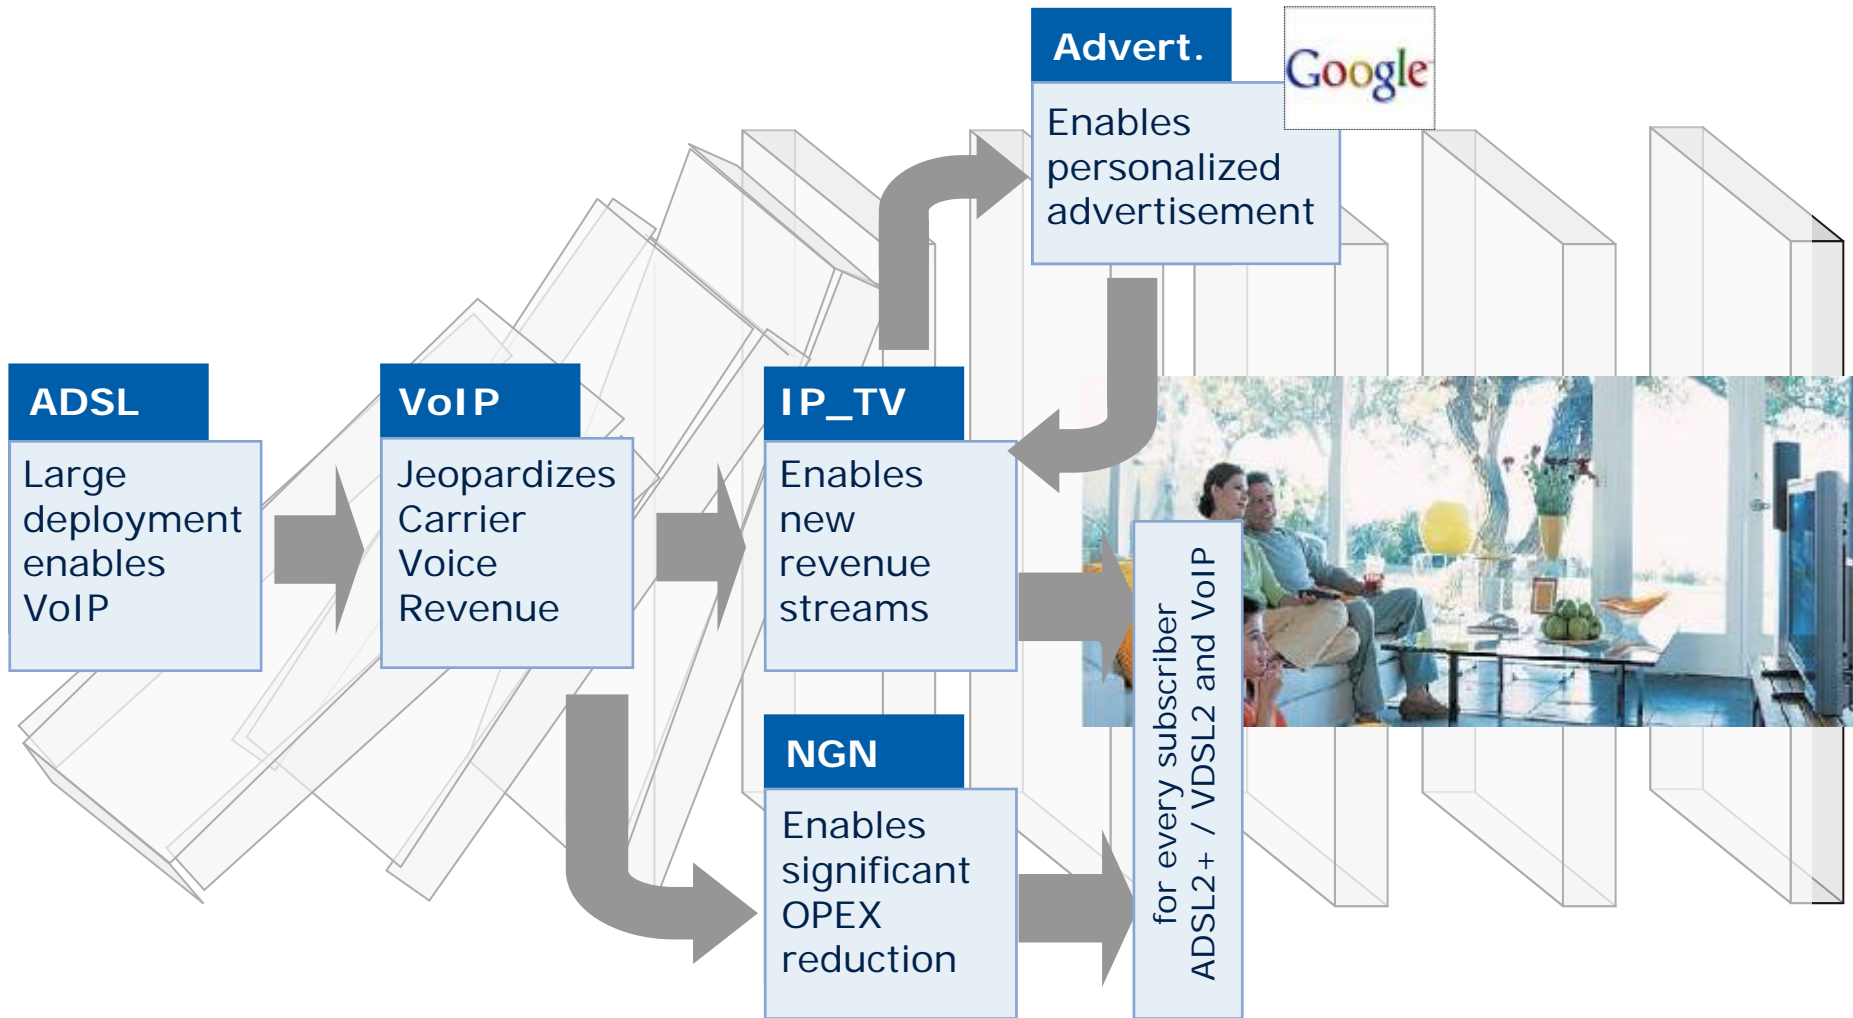 Advert.
Google
Enables
personalized
advertisement
ADSL
Large
deployment
enables
VoIP
VoIP
Jeopardizes
Carrier
Voice
Revenue
IP_TV
Enables
new
revenue
streams
NGN
Enables
significant
OPEX
reduction
for every subscriber
ADSL2+ / VDSL2 and VoIP